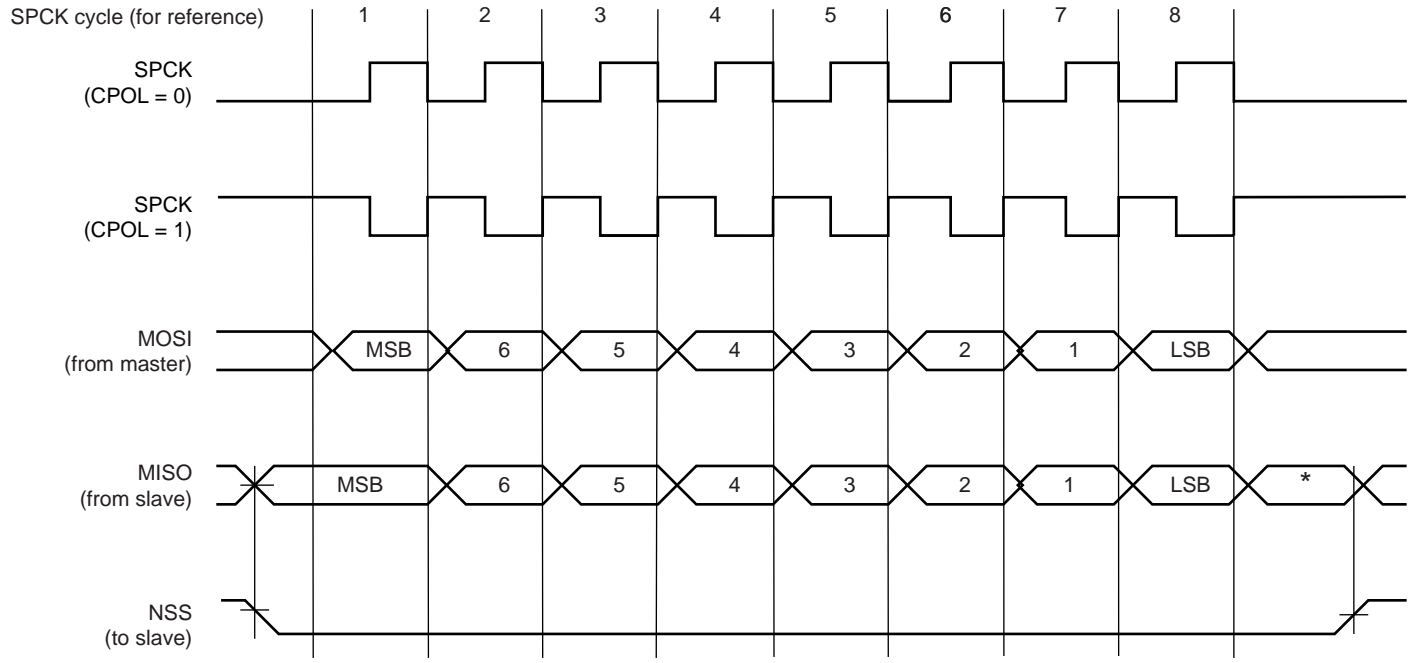 SPCK cycle (for reference) 1 2 3 4 5 6 7 8
SPCK
(CPOL = 0)
SPCK
(CPOL = 1)
MOSI
(from master)
MSB 6 5 4 3 2 1 LSB
MISO
(from slave)
MSB 6 5 4 3 2 1 LSB *
NSS
(to slave)